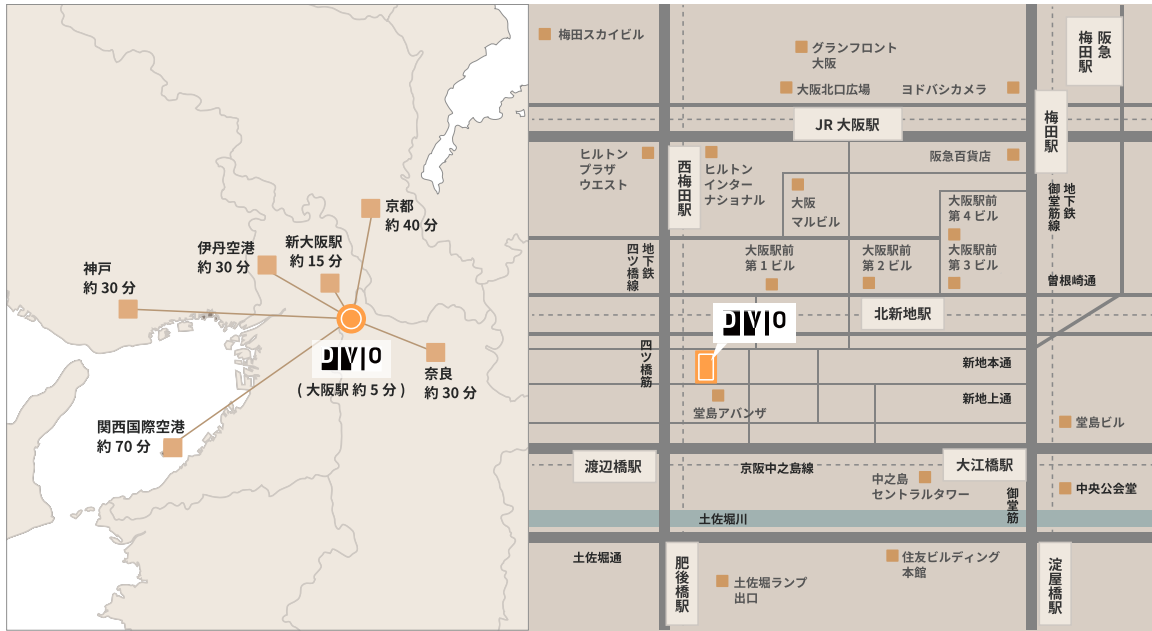 京都
約 40 分
伊丹空港
約 30 分
新大阪駅
約 15 分
神戸
約 30 分
DVIO
( 大阪駅 約 5 分 )
奈良
約 30 分
関西国際空港
約 70 分
梅田スカイビル
グランフロント
大阪
大阪北口広場
ヨドバシカメラ
阪急
梅田駅
JR 大阪駅
梅田駅
ヒルトン
プラザ
ウエスト
西梅田駅
ヒルトン
インター
ナショナル
阪急百貨店
大阪
マルビル
大阪駅前
第 4 ビル
地下鉄
御堂筋線
地下鉄
四ツ橋線
大阪駅前
第 1 ビル
大阪駅前
第 2 ビル
大阪駅前
第 3 ビル
曽根崎通
北新地駅
DVIO
四ツ橋筋
新地本通
新地上通
堂島アバンザ
堂島ビル
渡辺橋駅
京阪中之島線
大江橋駅
中之島
セントラルタワー
御堂筋
中央公会堂
土佐堀川
土佐堀通
肥後橋駅
土佐堀ランプ
出口
住友ビルディング
本館
淀屋橋駅